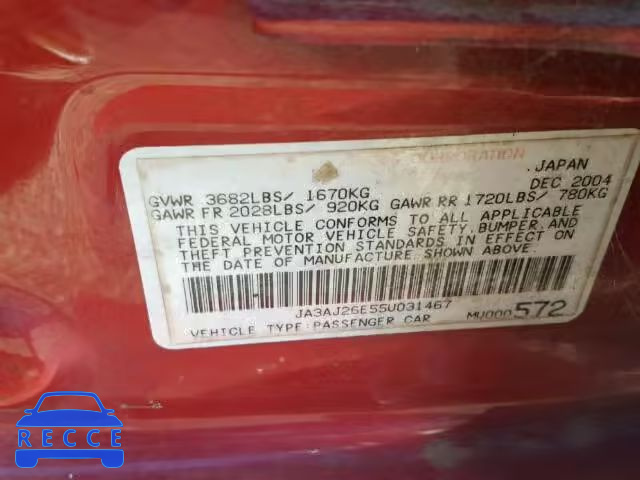 CORPORATION
JAPAN
GVWR 3682LBS/ 1670KG DEC 2004
GAWR FR 2028LBS/ 920KG GAWR RR 1720LBS/ 780KG
THIS VEHICLE CONFORMS TO ALL APPLICABLE
FEDERAL MOTOR VEHICLE SAFETY, BUMPER, AND
THEFT PREVENTION STANDARDS IN EFFECT ON
THE DATE OF MANUFACTURE SHOWN ABOVE.
JA3AJ26E55U031467
VEHICLE TYPE:PASSENGER CAR MU000572
RECCE